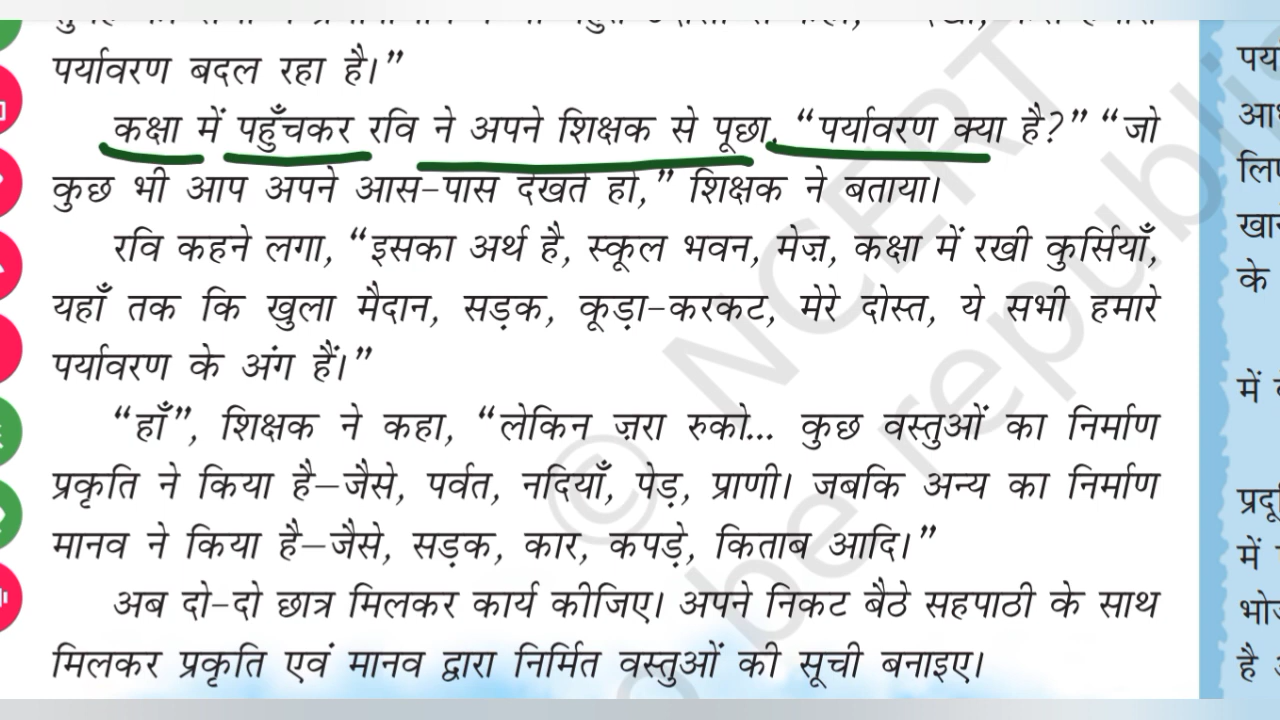 पर्यावरण बदल रहा है।”
कक्षा में पहुँचकर रवि ने अपने शिक्षक से पूछा, “पर्यावरण क्या है?” “जो
कुछ भी आप अपने आस-पास देखते हो,” शिक्षक ने बताया।
रवि कहने लगा, “इसका अर्थ है, स्कूल भवन, मेज़, कक्षा में रखी कुर्सियाँ,
यहाँ तक कि खुला मैदान, सड़क, कूड़ा-करकट, मेरे दोस्त, ये सभी हमारे
पर्यावरण के अंग हैं।”
“हाँ”, शिक्षक ने कहा, “लेकिन ज़रा रुको... कुछ वस्तुओं का निर्माण
प्रकृति ने किया है—जैसे, पर्वत, नदियाँ, पेड़, प्राणी। जबकि अन्य का निर्माण
मानव ने किया है—जैसे, सड़क, कार, कपड़े, किताब आदि।”
अब दो-दो छात्र मिलकर कार्य कीजिए। अपने निकट बैठे सहपाठी के साथ
मिलकर प्रकृति एवं मानव द्वारा निर्मित वस्तुओं की सूची बनाइए।
© NCERT
be republis
के
में
में
है